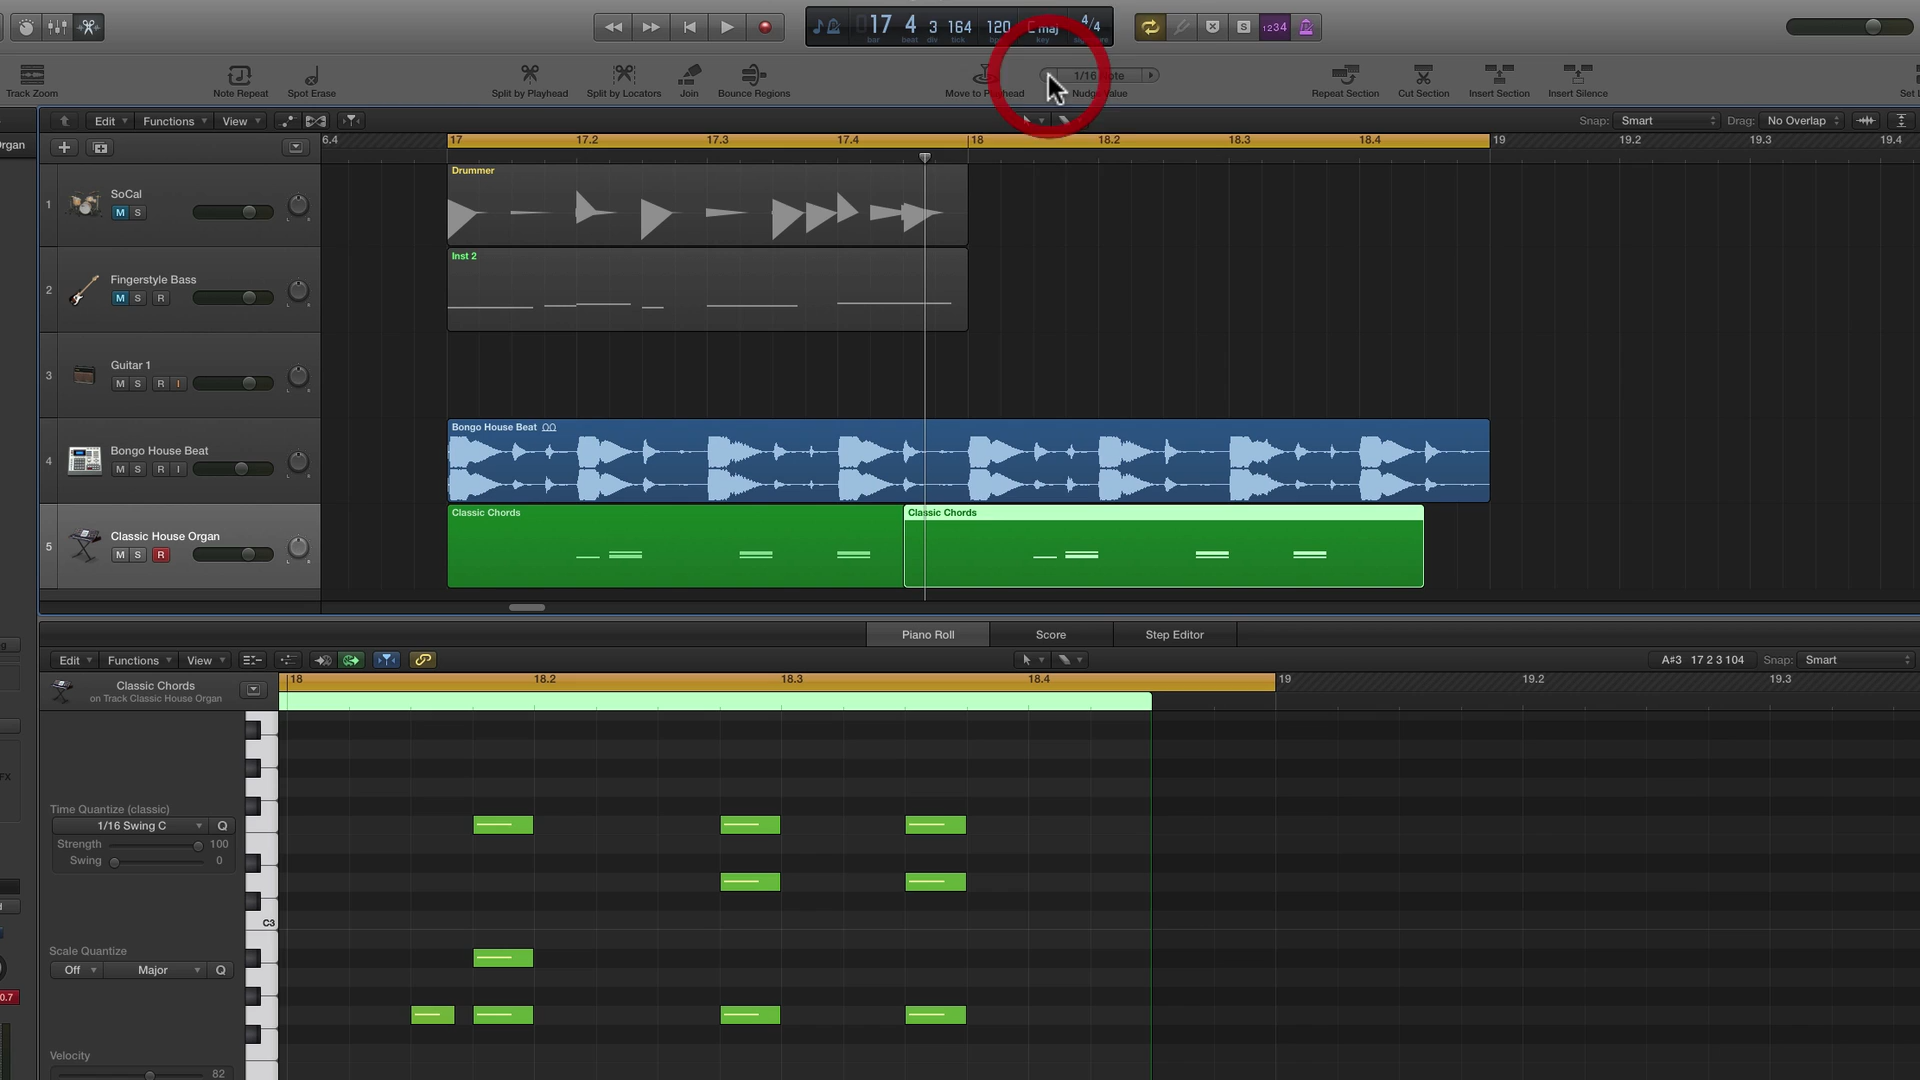 17 4 3 164 120 4/4
bar beat div tick key
1234
Track Zoom
Note Repeat
Spot Erase
Split by Playhead
Split by Locators
Join
Bounce Regions
Move to Playhead
Nudge Value
Repeat Section
Cut Section
Insert Section
Insert Silence
Edit
Functions
View
Snap: Smart
Drag: No Overlap
6.4 17 17.2 17.3 17.4 18 18.2 18.3 18.4 19 19.2 19.3 19.4
1
SoCal
M S
Drummer
2
Fingerstyle Bass
M S R
Inst 2
3
Guitar 1
M S R I
4
Bongo House Beat
M S R I
Bongo House Beat
5
Classic House Organ
M S R
Classic Chords
Classic Chords
Piano Roll
Score
Step Editor
Edit
Functions
View
A#3 17 2 3 104
Snap: Smart
18 18.2 18.3 18.4 19 19.2 19.3
Classic Chords
on Track Classic House Organ
FX
Time Quantize (classic)
1/16 Swing C
Q
Strength 100
Swing 0
C3
Scale Quantize
Off
Major
Q
0.7
Velocity
82